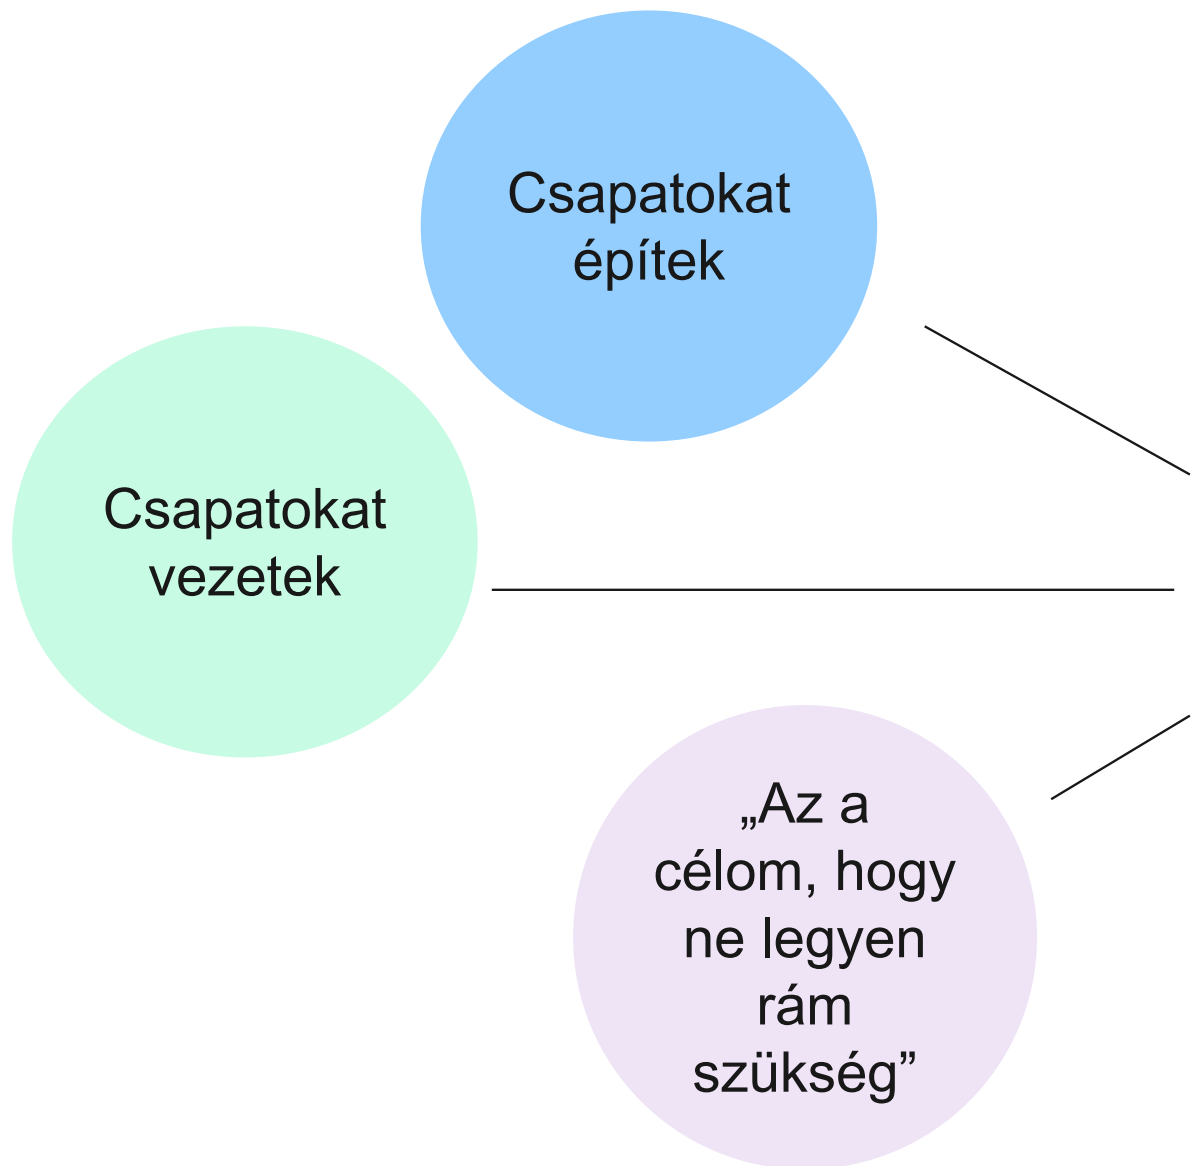 Csapatokat
építek
Csapatokat
vezetek
„Az a
célom, hogy
ne legyen
rám
szükség”